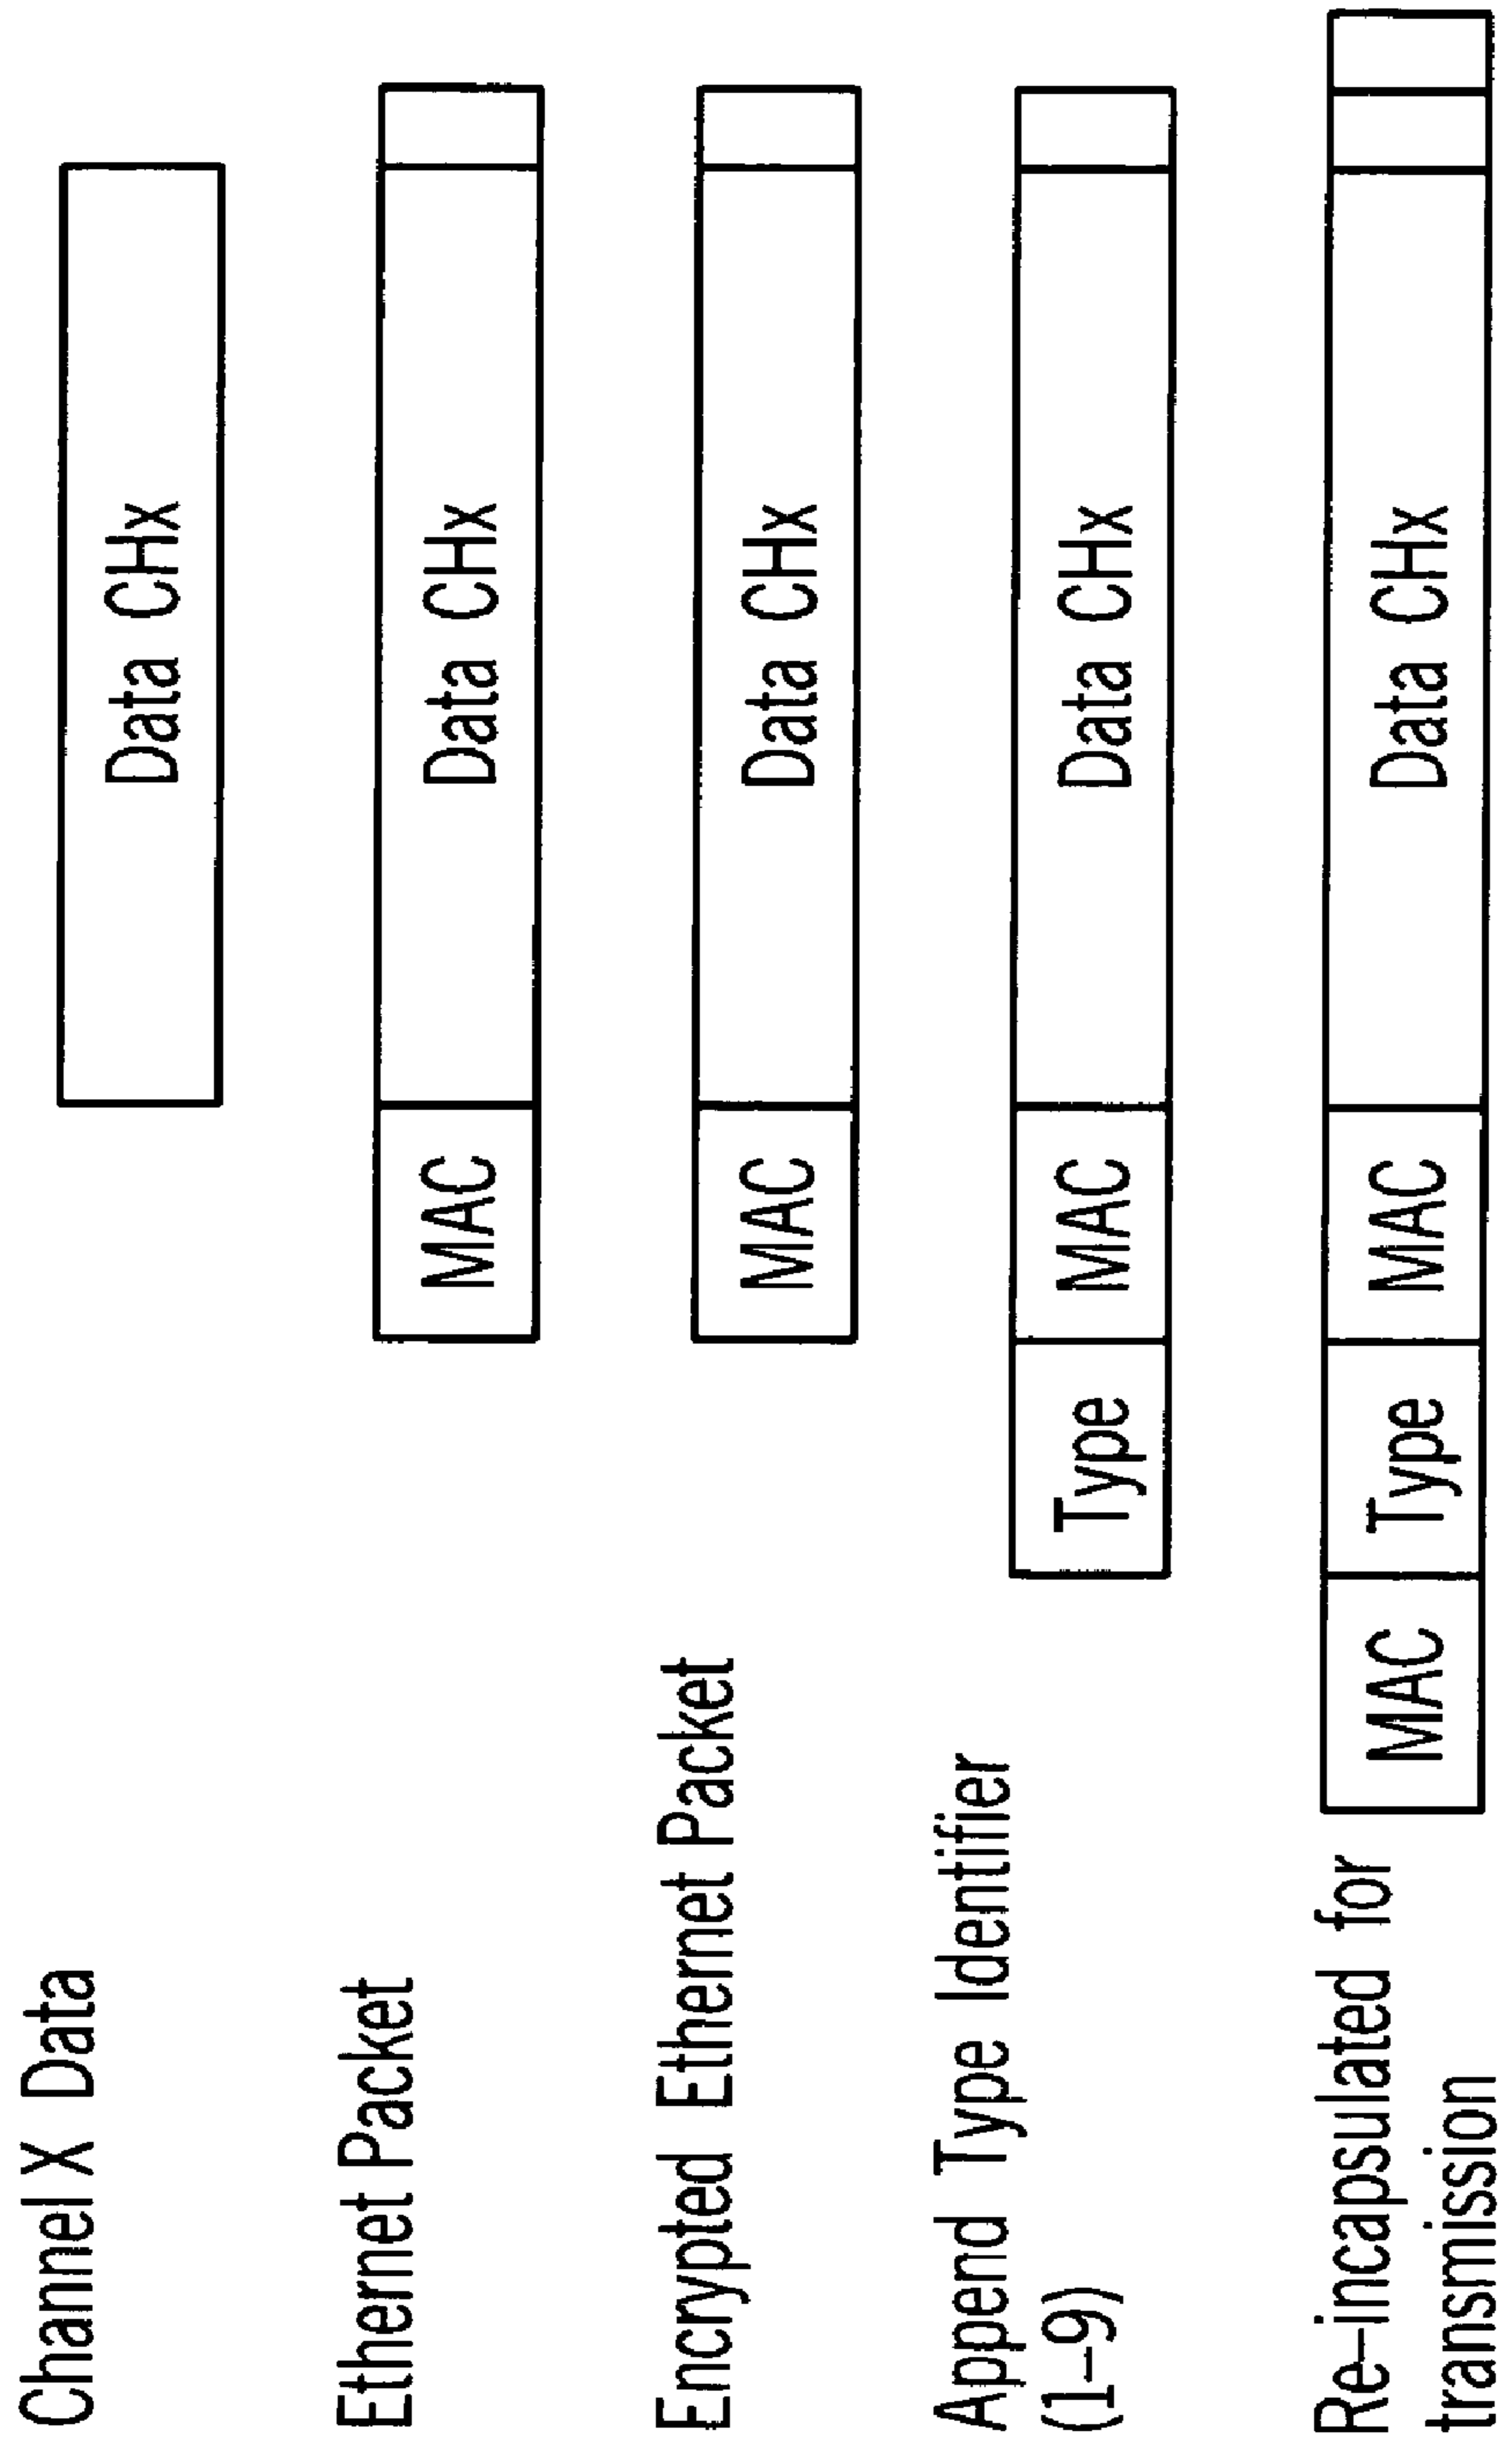 Channel X Data
Data CHx
Ethernet Packet
MAC Data CHx
Encrypted Ethernet Packet
MAC Data CHx
Append Type Identifier
(1-9)
Type MAC Data CHx
Re-incapsulated for
transmission
MAC Type MAC Data CHx